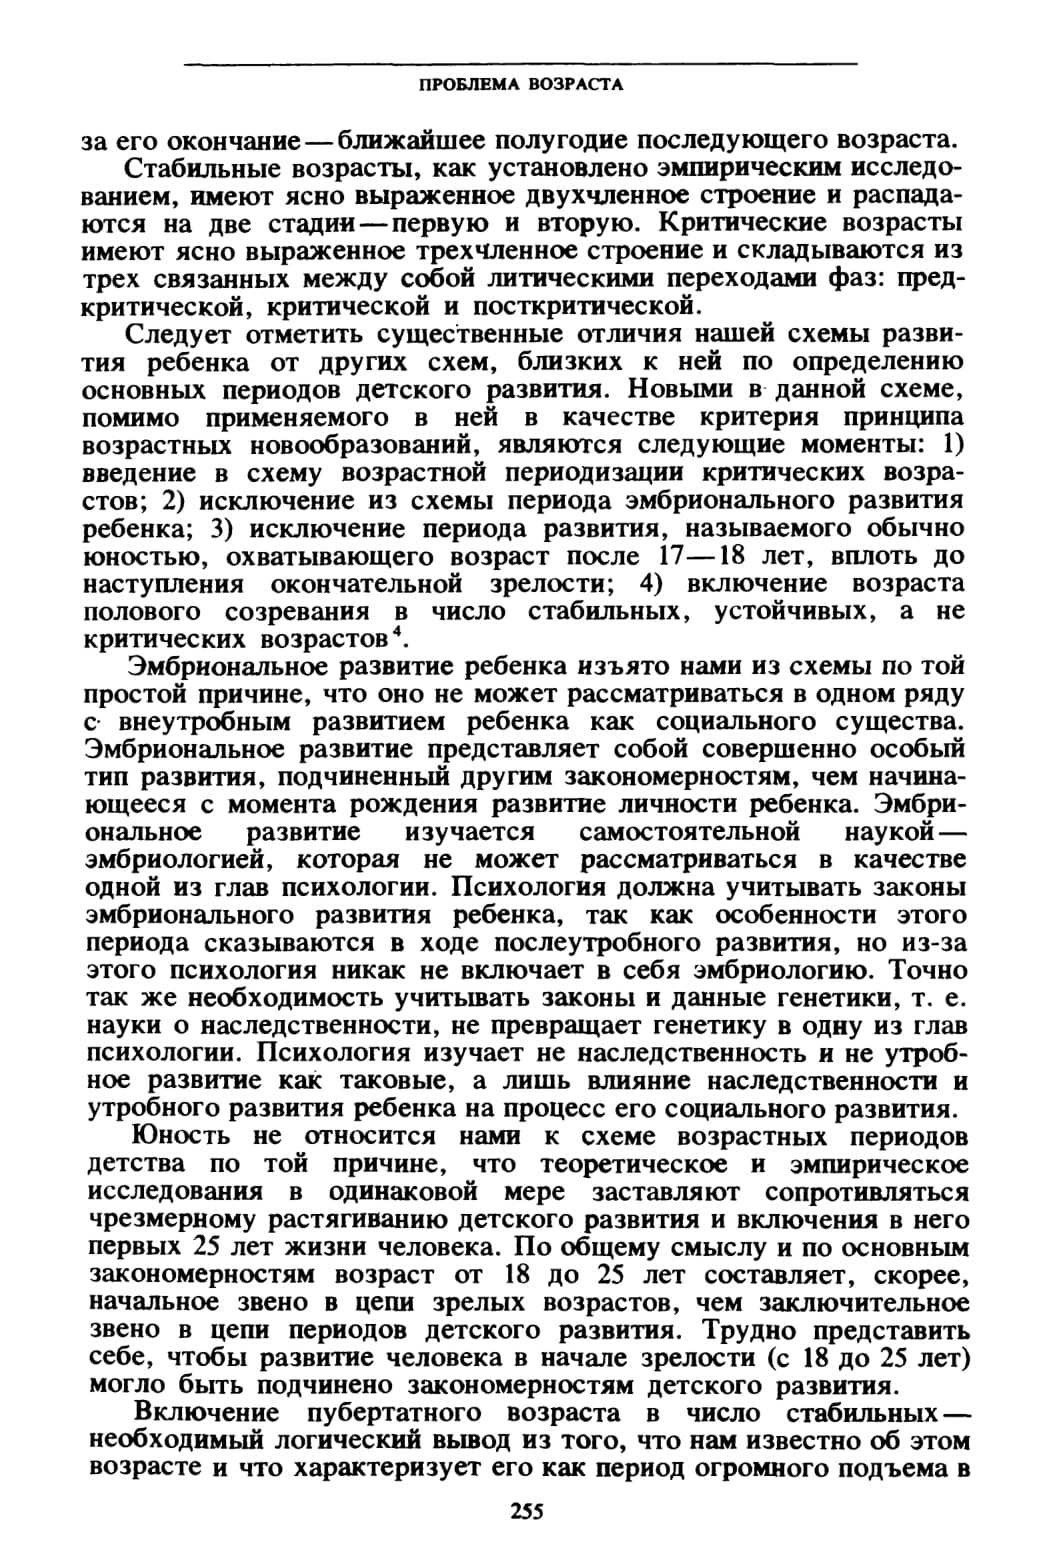 ПРОБЛЕМА ВОЗРАСТА
за его окончание—ближайшее полугодие последующего возраста.
Стабильные возрасты, как установлено эмпирическим исследо-
ванием, имеют ясно выраженное двухчленное строение и распада-
ются на две стадии—первую и вторую. Критические возрасты
имеют ясно выраженное трехчленное строение и складываются из
трех связанных между собой литическими переходами фаз: пред-
критической, критической и посткритической.
Следует отметить существенные отличия нашей схемы разви-
тия ребенка от других схем, близких к ней по определению
основных периодов детского развития. Новыми в данной схеме,
помимо применяемого в ней в качестве критерия принципа
возрастных новообразований, являются следующие моменты: 1)
введение в схему возрастной периодизации критических возра-
стов; 2) исключение из схемы периода эмбрионального развития
ребенка; 3) исключение периода развития, называемого обычно
юностью, охватывающего возраст после 17—18 лет, вплоть до
наступления окончательной зрелости; 4) включение возраста
полового созревания в число стабильных, устойчивых, а не
критических возрастов⁴.
Эмбриональное развитие ребенка изъято нами из схемы по той
простой причине, что оно не может рассматриваться в одном ряду
с внеутробным развитием ребенка как социального существа.
Эмбриональное развитие представляет собой совершенно особый
тип развития, подчиненный другим закономерностям, чем начина-
ющееся с момента рождения развитие личности ребенка. Эмбри-
ональное развитие изучается самостоятельной наукой—
эмбриологией, которая не может рассматриваться в качестве
одной из глав психологии. Психология должна учитывать законы
эмбрионального развития ребенка, так как особенности этого
периода сказываются в ходе послеутробного развития, но из-за
этого психология никак не включает в себя эмбриологию. Точно
так же необходимость учитывать законы и данные генетики, т. е.
науки о наследственности, не превращает генетику в одну из глав
психологии. Психология изучает не наследственность и не утроб-
ное развитие как таковые, а лишь влияние наследственности и
утробного развития ребенка на процесс его социального развития.
Юность не относится нами к схеме возрастных периодов
детства по той причине, что теоретическое и эмпирическое
исследования в одинаковой мере заставляют сопротивляться
чрезмерному растягиванию детского развития и включения в него
первых 25 лет жизни человека. По общему смыслу и по основным
закономерностям возраст от 18 до 25 лет составляет, скорее,
начальное звено в цепи зрелых возрастов, чем заключительное
звено в цепи периодов детского развития. Трудно представить
себе, чтобы развитие человека в начале зрелости (с 18 до 25 лет)
могло быть подчинено закономерностям детского развития.
Включение пубертатного возраста в число стабильных—
необходимый логический вывод из того, что нам известно об этом
возрасте и что характеризует его как период огромного подъема в
255